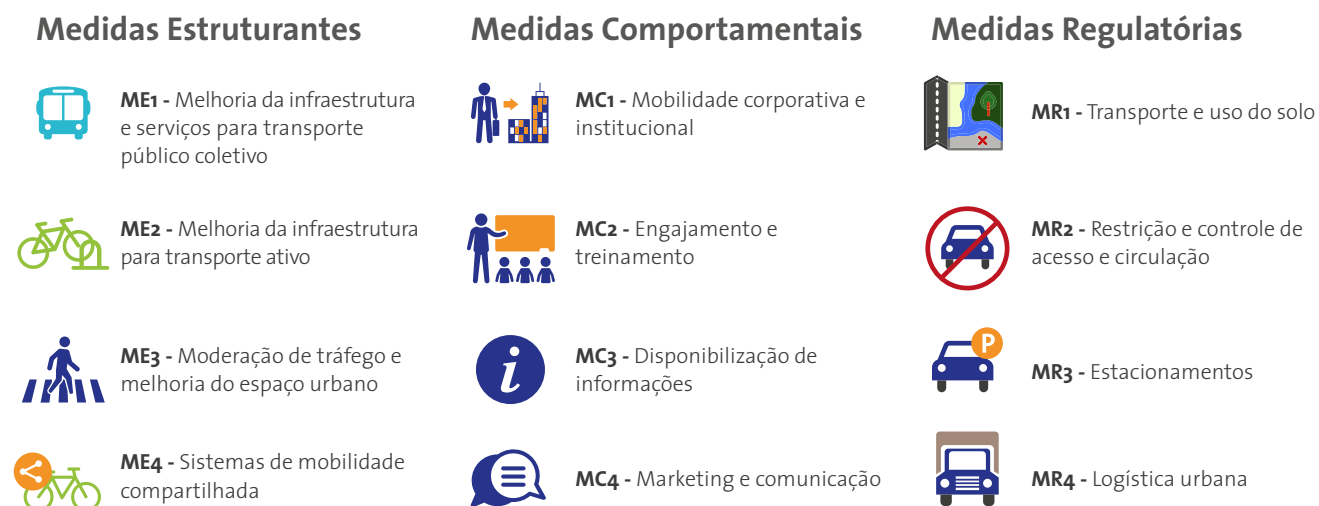 Medidas Estruturantes
ME1 - Melhoria da infraestrutura
e serviços para transporte
público coletivo
ME2 - Melhoria da infraestrutura
para transporte ativo
ME3 - Moderação de tráfego e
melhoria do espaço urbano
ME4 - Sistemas de mobilidade
compartilhada
Medidas Comportamentais
MC1 - Mobilidade corporativa e
institucional
MC2 - Engajamento e
treinamento
i
MC3 - Disponibilização de
informações
MC4 - Marketing e comunicação
Medidas Regulatórias
MR1 - Transporte e uso do solo
MR2 - Restrição e controle de
acesso e circulação
P
MR3 - Estacionamentos
MR4 - Logística urbana